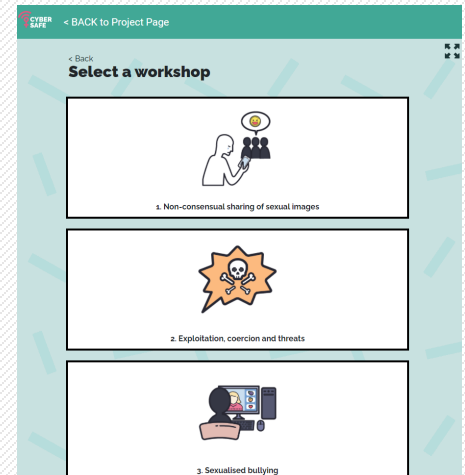 CYBER
SAFE
< BACK to Project Page
< Back
Select a workshop
1. Non-consensual sharing of sexual images
2. Exploitation, coercion and threats
3. Sexualised bullying